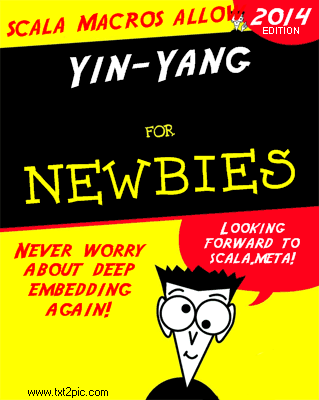 SCALA MACROS ALLOW
2014
EDITION
YIN-YANG
FOR
NEWBIES
NEVER WORRY
ABOUT DEEP
EMBEDDING
AGAIN!
LOOKING
FORWARD TO
SCALA.META!
www.txt2pic.com